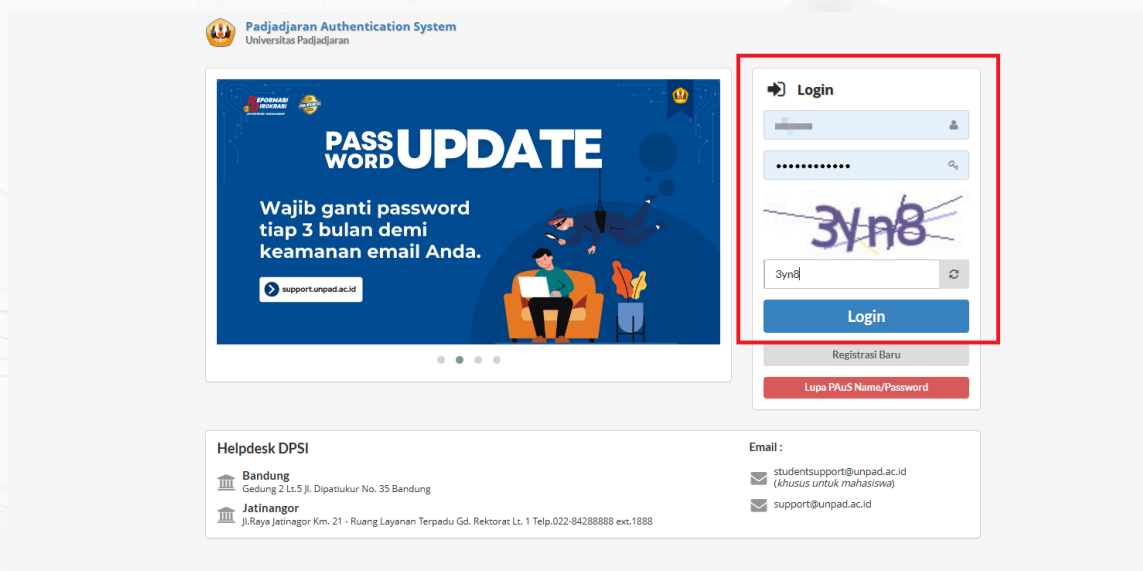 Padjadjaran Authentication System
Universitas Padjadjaran
REFORMASI
BIROKRASI
PASS
WORD
UPDATE
Wajib ganti password
tiap 3 bulan demi
keamanan email Anda.
support.unpad.ac.id
Login
••••••••••••
3yn8
3yn8
Login
Registrasi Baru
Lupa PAuS Name/Password
Helpdesk DPSI
Bandung
Gedung 2 Lt.5 Jl. Dipatiukur No. 35 Bandung
Jatinangor
Jl.Raya Jatinagor Km. 21 - Ruang Layanan Terpadu Gd. Rektorat Lt. 1 Telp.022-84288888 ext.1888
Email :
studentsupport@unpad.ac.id
(khusus untuk mahasiswa)
support@unpad.ac.id